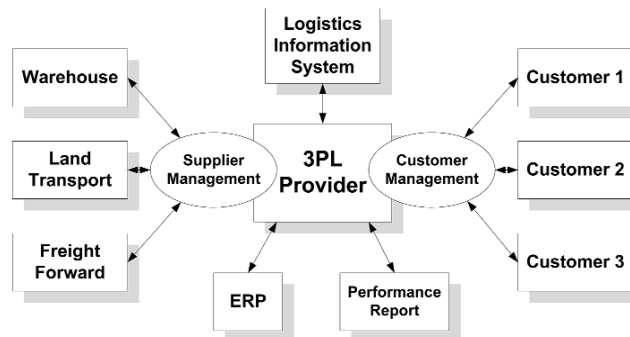 Logistics
Information
System
Warehouse
Customer 1
Land
Transport
Supplier
Management
3PL
Provider
Customer
Management
Customer 2
Freight
Forward
Customer 3
ERP
Performance
Report